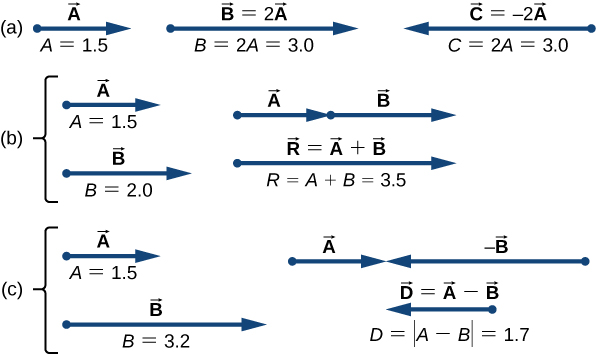 (a)
A⃗
A = 1.5
B⃗ = 2A⃗
B = 2A = 3.0
C⃗ = –2A⃗
C = 2A = 3.0
(b)
A⃗
A = 1.5
B⃗
B = 2.0
A⃗ B⃗
R⃗ = A⃗ + B⃗
R = A + B = 3.5
(c)
A⃗
A = 1.5
B⃗
B = 3.2
A⃗ –B⃗
D⃗ = A⃗ − B⃗
D = |A − B| = 1.7